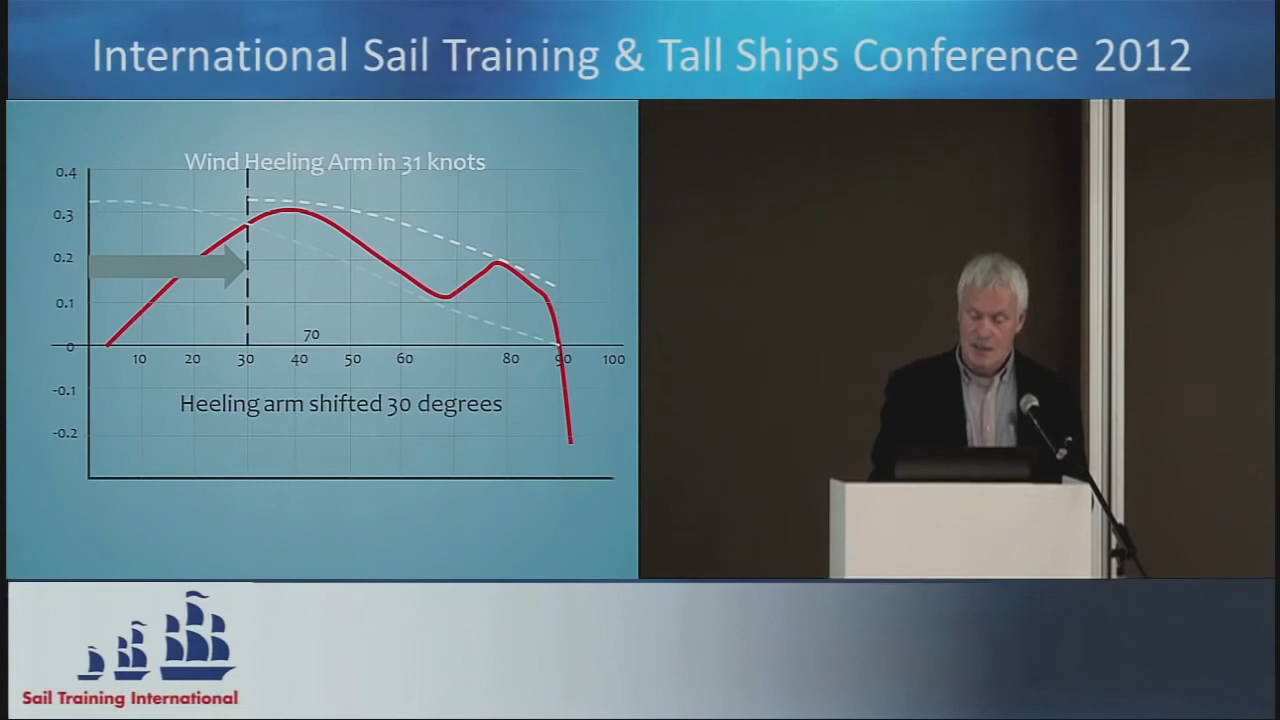 International Sail Training & Tall Ships Conference 2012
Wind Heeling Arm in 31 knots
0.4
0.3
0.2
0.1
0
-0.1
-0.2
70
10 20 30 40 50 60 80 90 100
Heeling arm shifted 30 degrees
Sail Training International